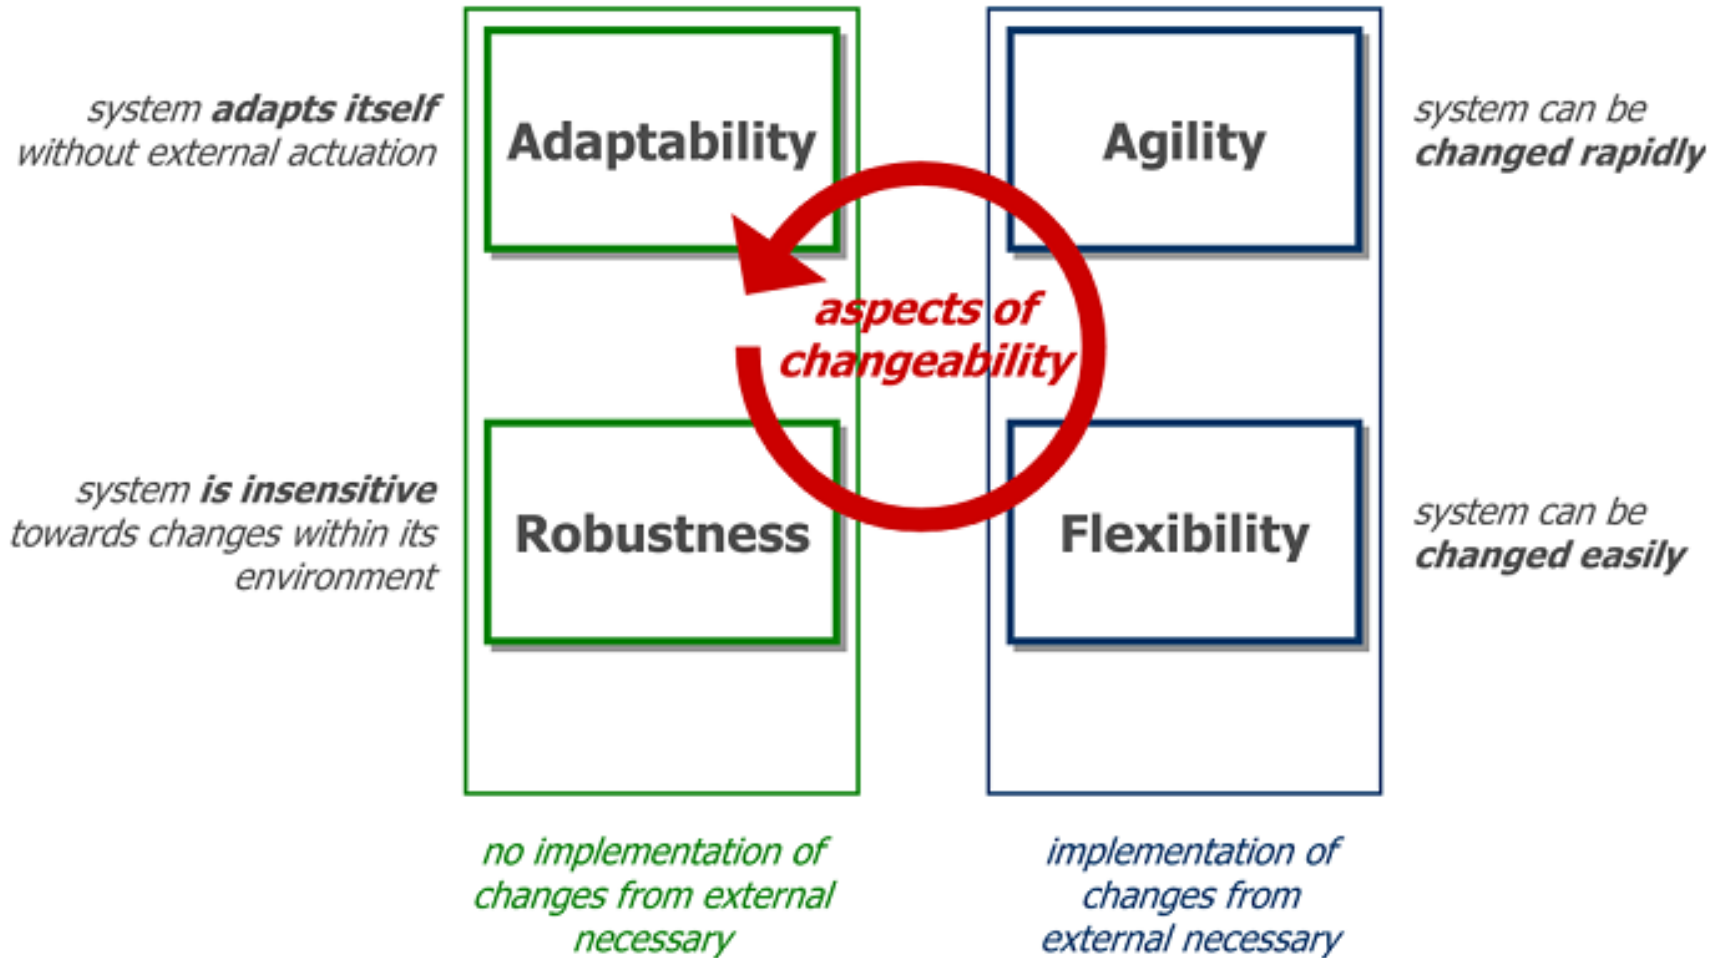 system adapts itself
without external actuation
Adaptability
Agility
system can be
changed rapidly
aspects of
changeability
system is insensitive
towards changes within its
environment
Robustness
Flexibility
system can be
changed easily
no implementation of
changes from external
necessary
implementation of
changes from
external necessary